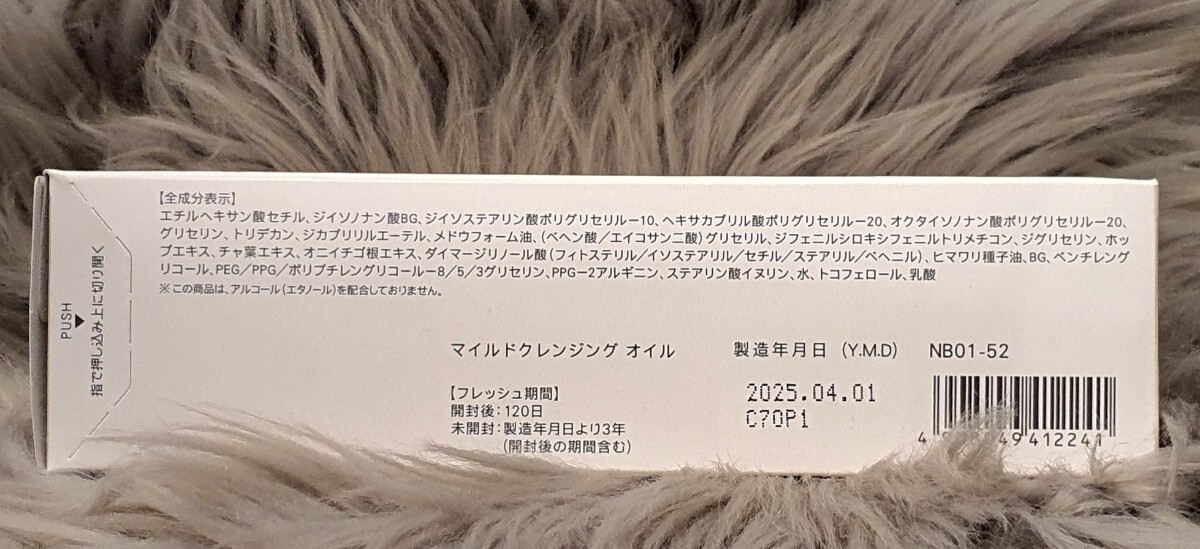 【全成分表示】
エチルヘキサン酸セチル、ジイソノナン酸BG、ジイソステアリン酸ポリグリセリル－10、ヘキサカプリル酸ポリグリセリル－20、オクタイソノナン酸ポリグリセリル－20、
グリセリン、トリデカン、ジカプリリルエーテル、メドウフォーム油、(ベヘン酸／エイコサン二酸)グリセリル、ジフェニルシロキシフェニルトリメチコン、ジグリセリン、ホッ
プエキス、チャ葉エキス、オニイチゴ根エキス、ダイマージリノール酸(フィトステリル／イソステアリル／セチル／ステアリル／ベヘニル)、ヒマワリ種子油、BG、ペンチレング
リコール、PEG／PPG／ポリブチレングリコール－8／5／3グリセリン、PPG－2アルギニン、ステアリン酸イヌリン、水、トコフェロール、乳酸
※この商品は、アルコール(エタノール)を配合しておりません。
PUSH
▼
指で押し込み上に切り開く
マイルドクレンジング オイル
製造年月日 (Y.M.D)
NB01-52
【フレッシュ期間】
開封後：120日
未開封：製造年月日より3年
(開封後の期間含む)
2025.04.01
C70P1
49 412241